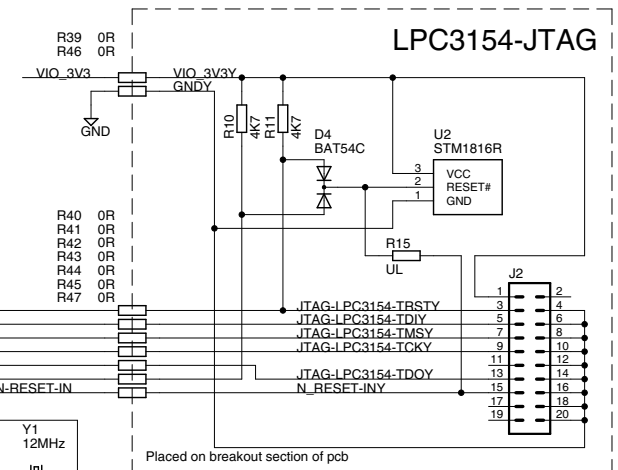 LPC3154-JTAG
R39 0R
R46 0R
VIO_3V3 VIO_3V3Y
GNDY
GND
R10 4K7
R11 4K7
D4
BAT54C
U2
STM1816R
3 VCC
2 RESET#
1 GND
R15
UL
R40 0R
R41 0R
R42 0R
R43 0R
R44 0R
R45 0R
R47 0R
J2
1 2
JTAG-LPC3154-TRSTY 3 4
JTAG-LPC3154-TDIY 5 6
JTAG-LPC3154-TMSY 7 8
JTAG-LPC3154-TCKY 9 10
11 12
JTAG-LPC3154-TDOY 13 14
N-RESET-IN N_RESET-INY 15 16
17 18
19 20
Y1
12MHz
Placed on breakout section of pcb